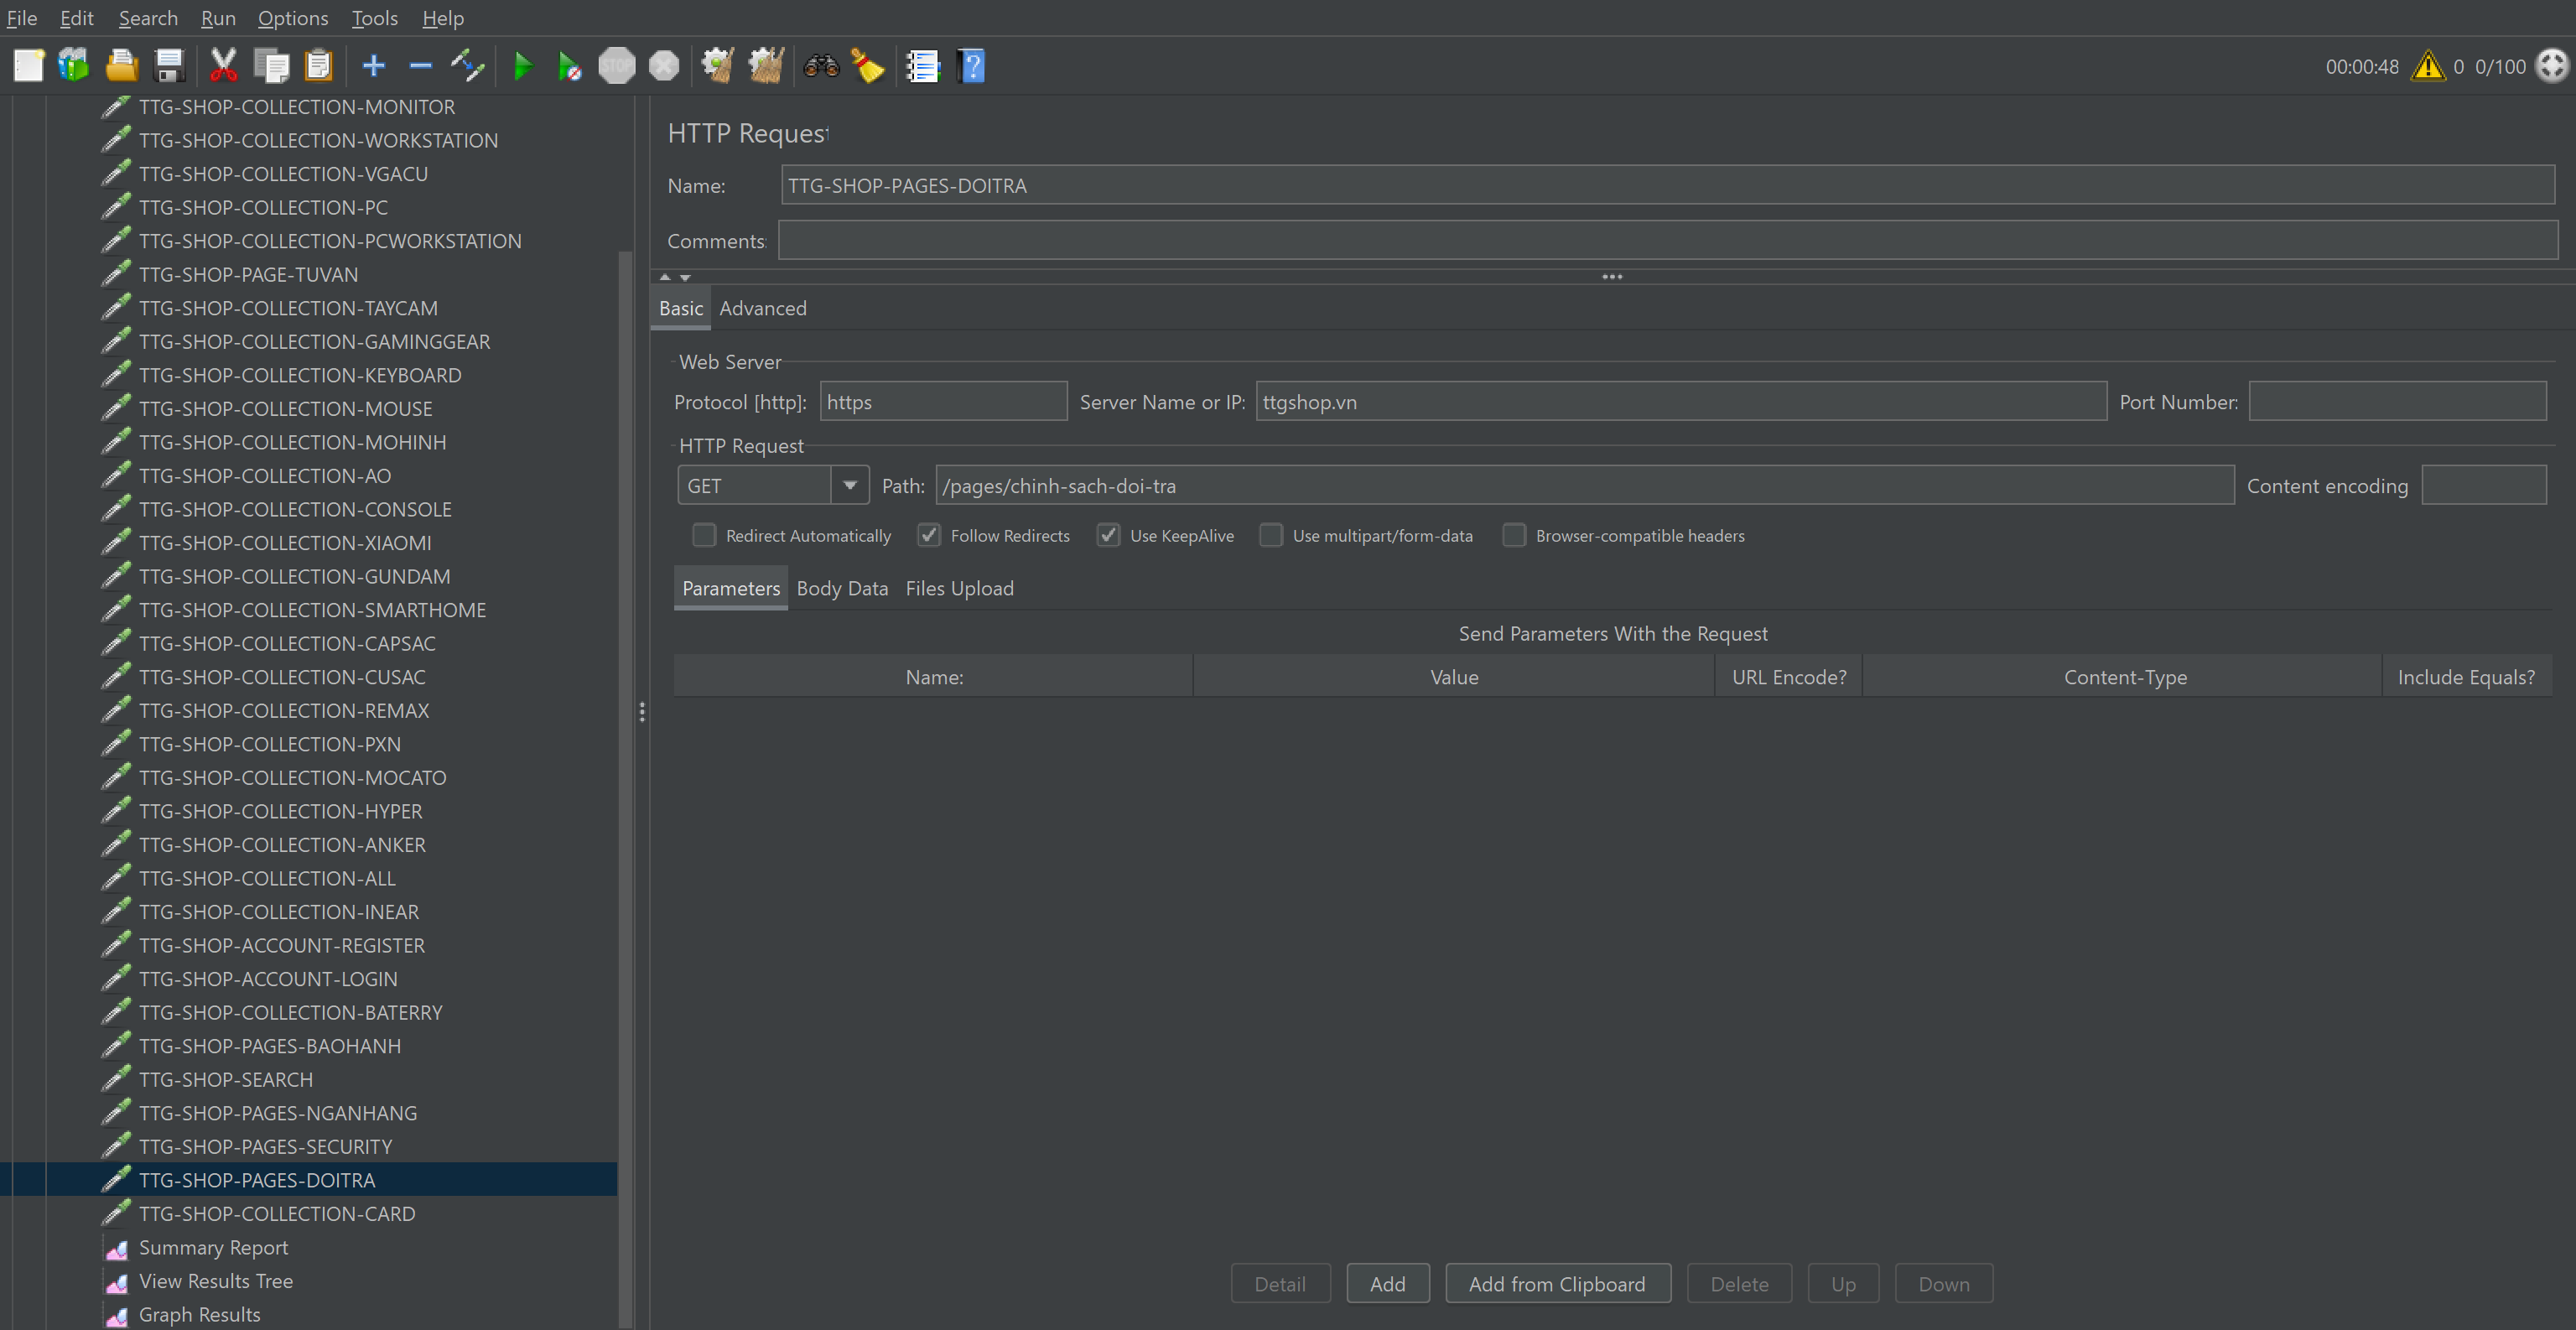 File Edit Search Run Options Tools Help
STOP
00:00:48 0 0/100
TTG-SHOP-COLLECTION-MONITOR
TTG-SHOP-COLLECTION-WORKSTATION
TTG-SHOP-COLLECTION-VGACU
TTG-SHOP-COLLECTION-PC
TTG-SHOP-COLLECTION-PCWORKSTATION
TTG-SHOP-PAGE-TUVAN
TTG-SHOP-COLLECTION-TAYCAM
TTG-SHOP-COLLECTION-GAMINGGEAR
TTG-SHOP-COLLECTION-KEYBOARD
TTG-SHOP-COLLECTION-MOUSE
TTG-SHOP-COLLECTION-MOHINH
TTG-SHOP-COLLECTION-AO
TTG-SHOP-COLLECTION-CONSOLE
TTG-SHOP-COLLECTION-XIAOMI
TTG-SHOP-COLLECTION-GUNDAM
TTG-SHOP-COLLECTION-SMARTHOME
TTG-SHOP-COLLECTION-CAPSAC
TTG-SHOP-COLLECTION-CUSAC
TTG-SHOP-COLLECTION-REMAX
TTG-SHOP-COLLECTION-PXN
TTG-SHOP-COLLECTION-MOCATO
TTG-SHOP-COLLECTION-HYPER
TTG-SHOP-COLLECTION-ANKER
TTG-SHOP-COLLECTION-ALL
TTG-SHOP-COLLECTION-INEAR
TTG-SHOP-ACCOUNT-REGISTER
TTG-SHOP-ACCOUNT-LOGIN
TTG-SHOP-COLLECTION-BATERRY
TTG-SHOP-PAGES-BAOHANH
TTG-SHOP-SEARCH
TTG-SHOP-PAGES-NGANHANG
TTG-SHOP-PAGES-SECURITY
TTG-SHOP-PAGES-DOITRA
TTG-SHOP-COLLECTION-CARD
Summary Report
View Results Tree
Graph Results
HTTP Request
Name: TTG-SHOP-PAGES-DOITRA
Comments:
Basic Advanced
Web Server
Protocol [http]: https Server Name or IP: ttgshop.vn Port Number:
HTTP Request
GET Path: /pages/chinh-sach-doi-tra Content encoding
Redirect Automatically Follow Redirects Use KeepAlive Use multipart/form-data Browser-compatible headers
Parameters Body Data Files Upload
Send Parameters With the Request
Name: Value URL Encode? Content-Type Include Equals?
Detail Add Add from Clipboard Delete Up Down